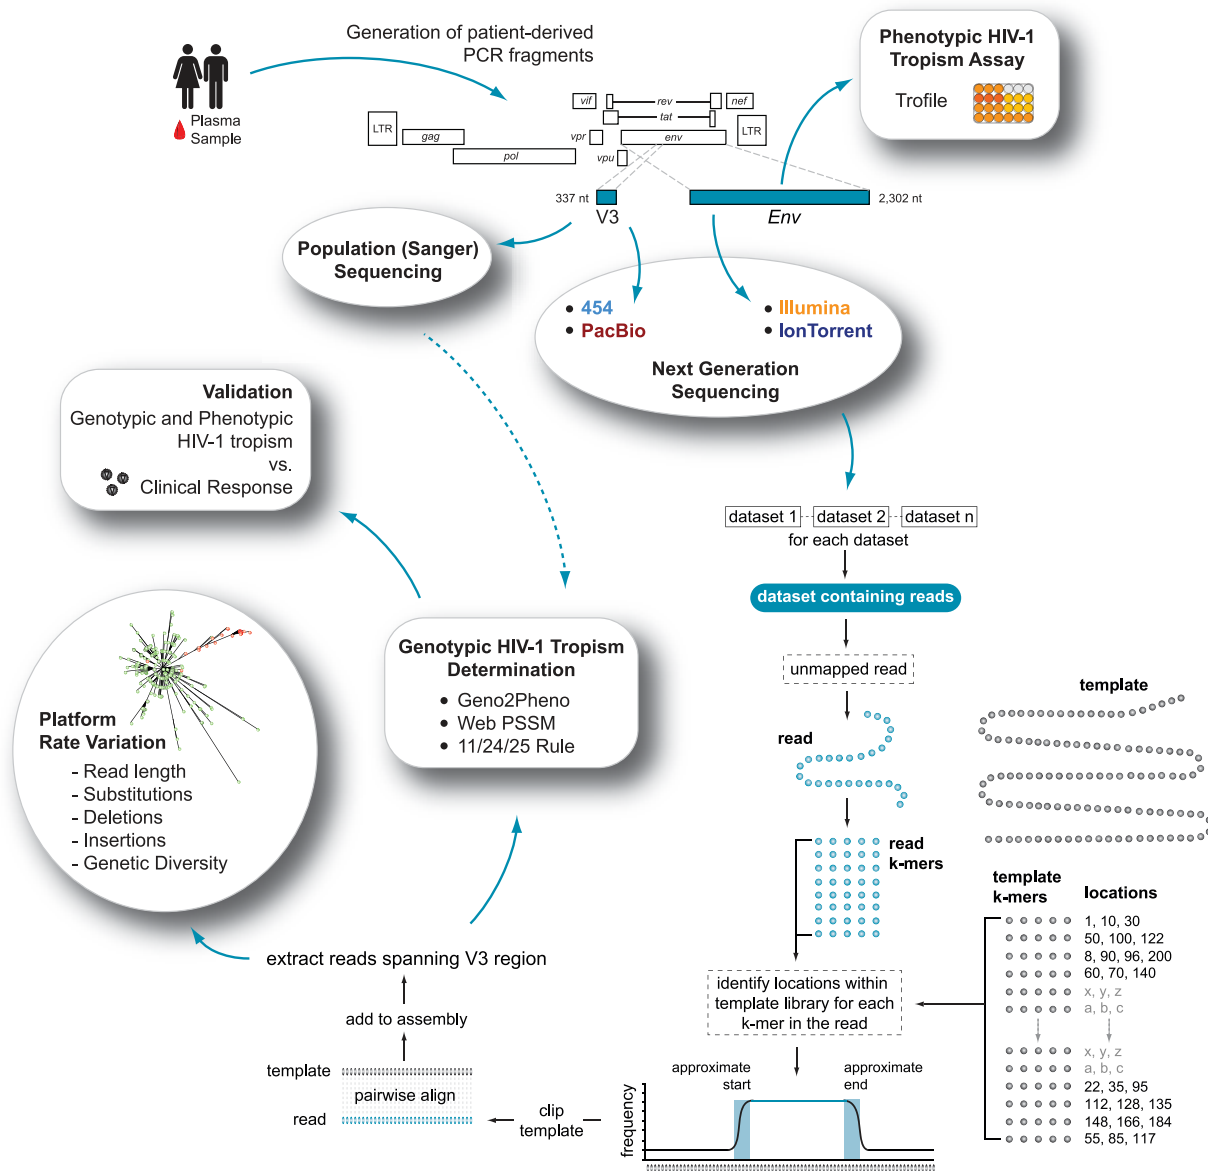 Generation of patient-derived
PCR fragments
Plasma
Sample
Phenotypic HIV-1
Tropism Assay
Trofile
LTR
gag
pol
vif
vpr
vpu
rev
tat
env
nef
LTR
337 nt
V3
Env
2,302 nt
Population (Sanger)
Sequencing
• 454
• PacBio
• Illumina
• IonTorrent
Next Generation
Sequencing
Validation
Genotypic and Phenotypic
HIV-1 tropism
vs.
Clinical Response
dataset 1
dataset 2
dataset n
for each dataset
dataset containing reads
unmapped read
read
template
read
k-mers
template
k-mers
locations
1, 10, 30
50, 100, 122
8, 90, 96, 200
60, 70, 140
x, y, z
a, b, c
x, y, z
a, b, c
22, 35, 95
112, 128, 135
148, 166, 184
55, 85, 117
identify locations within
template library for each
k-mer in the read
approximate
start
approximate
end
frequency
clip
template
template
pairwise align
read
add to assembly
extract reads spanning V3 region
Genotypic HIV-1 Tropism
Determination
• Geno2Pheno
• Web PSSM
• 11/24/25 Rule
Platform
Rate Variation
- Read length
- Substitutions
- Deletions
- Insertions
- Genetic Diversity